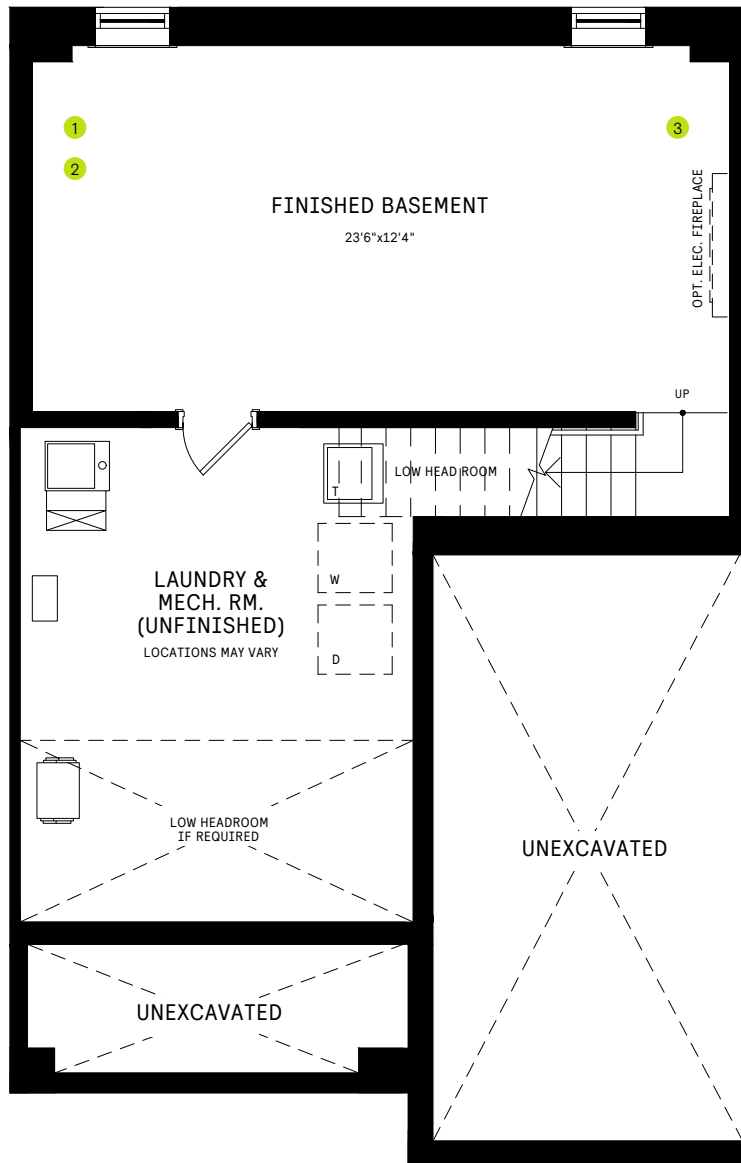 1
3
2
OPT. ELEC. FIREPLACE
FINISHED BASEMENT
23'6"x12'4"
UP
LOW HEAD ROOM
T
W
LAUNDRY &
MECH. RM.
(UNFINISHED)
LOCATIONS MAY VARY
D
LOW HEADROOM
IF REQUIRED
UNEXCAVATED
UNEXCAVATED